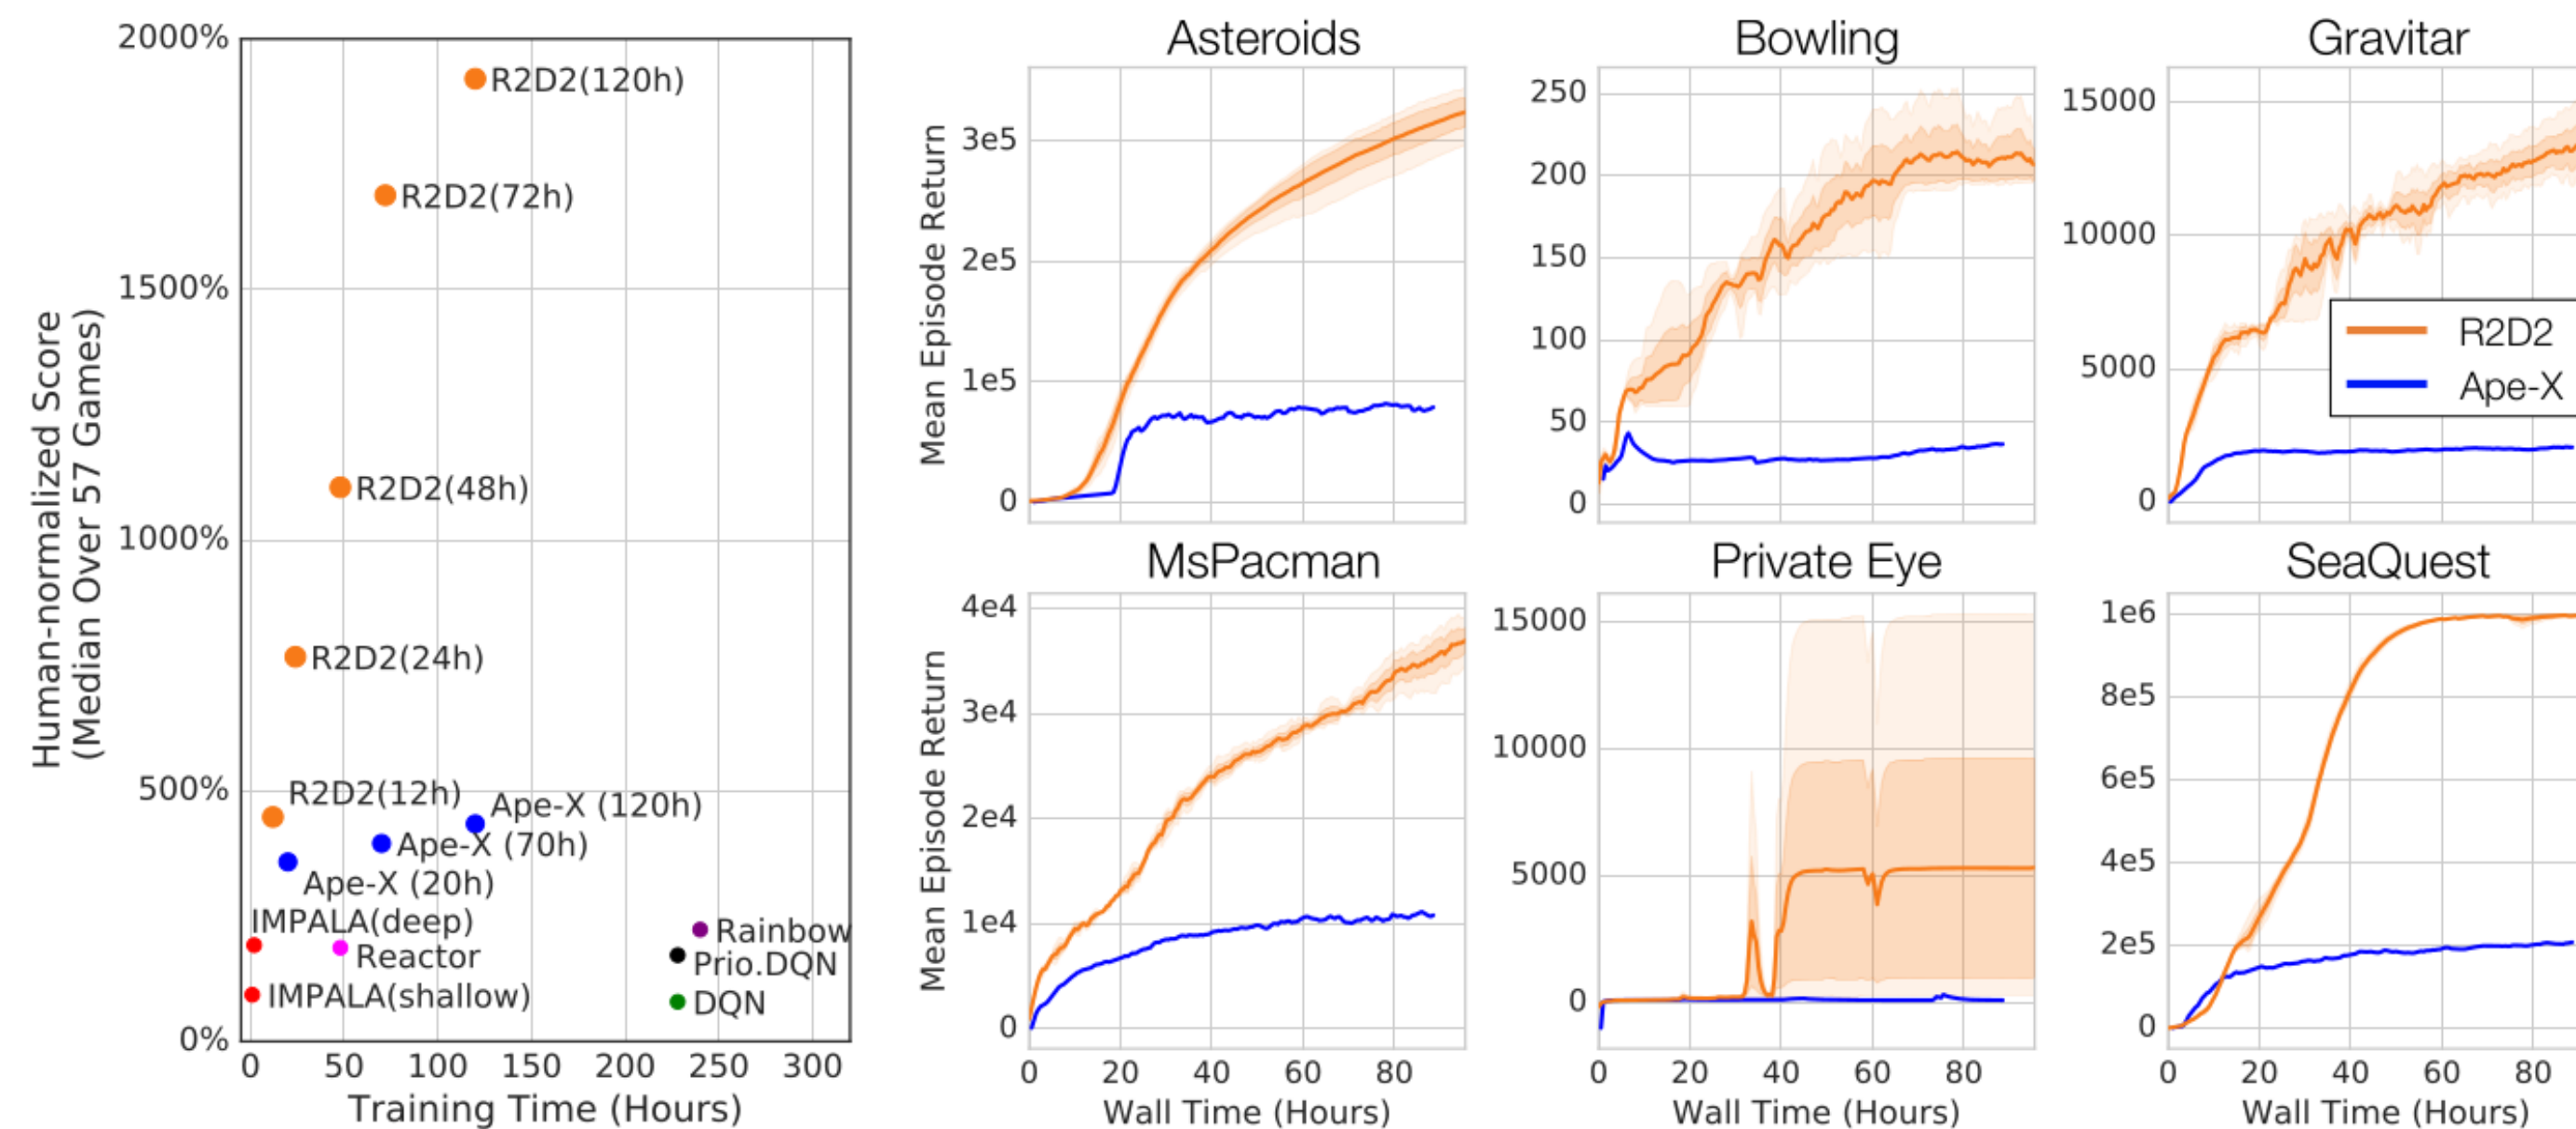 2000%
1500%
1000%
500%
0%
Human-normalized Score
(Median Over 57 Games)
R2D2(120h)
R2D2(72h)
R2D2(48h)
R2D2(24h)
R2D2(12h)
Ape-X (120h)
Ape-X (70h)
Ape-X (20h)
IMPALA(deep)
Reactor
IMPALA(shallow)
Rainbow
Prio.DQN
DQN
0 50 100 150 200 250 300
Training Time (Hours)
Asteroids
Mean Episode Return
3e5
2e5
1e5
0
Bowling
250
200
150
100
50
0
Gravitar
15000
10000
5000
0
R2D2
Ape-X
MsPacman
Mean Episode Return
4e4
3e4
2e4
1e4
0
0 20 40 60 80
Wall Time (Hours)
Private Eye
15000
10000
5000
0
0 20 40 60 80
Wall Time (Hours)
SeaQuest
1e6
8e5
6e5
4e5
2e5
0
0 20 40 60 80
Wall Time (Hours)